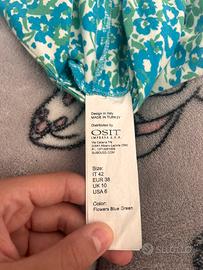 Design in Italy
MADE IN TURKEY
Distributed by
OSIT
IMPERES S.P.A.
IT 42
EUR 38
UK 10
USA 6
Color:
Flowers Blue Green
subito